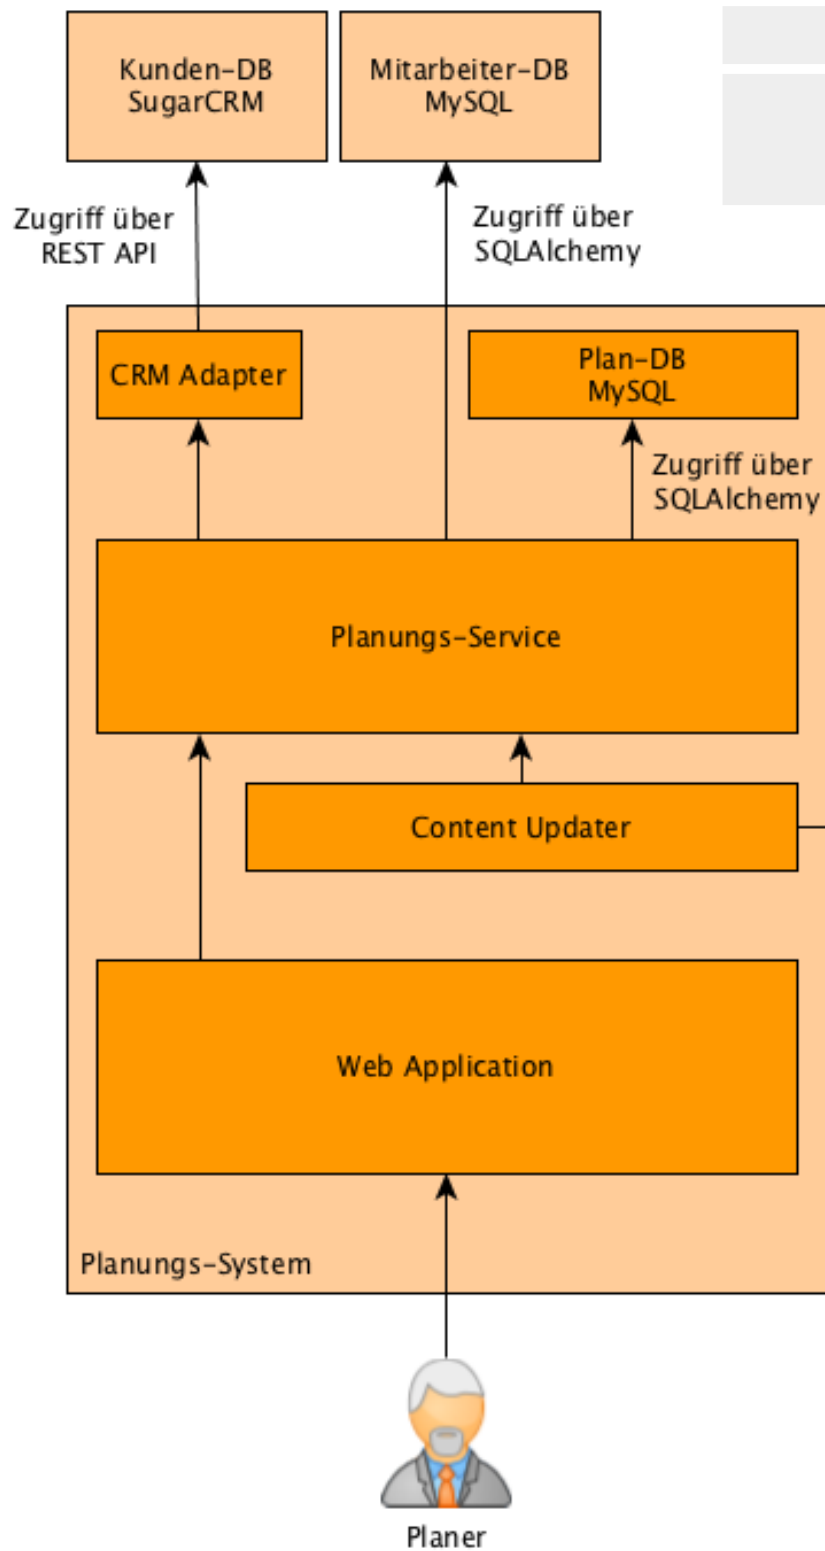 Kunden-DB
SugarCRM
Mitarbeiter-DB
MySQL
Zugriff über
REST API
Zugriff über
SQLAlchemy
CRM Adapter
Plan-DB
MySQL
Zugriff über
SQLAlchemy
Planungs-Service
Content Updater
Web Application
Planungs-System
Planer